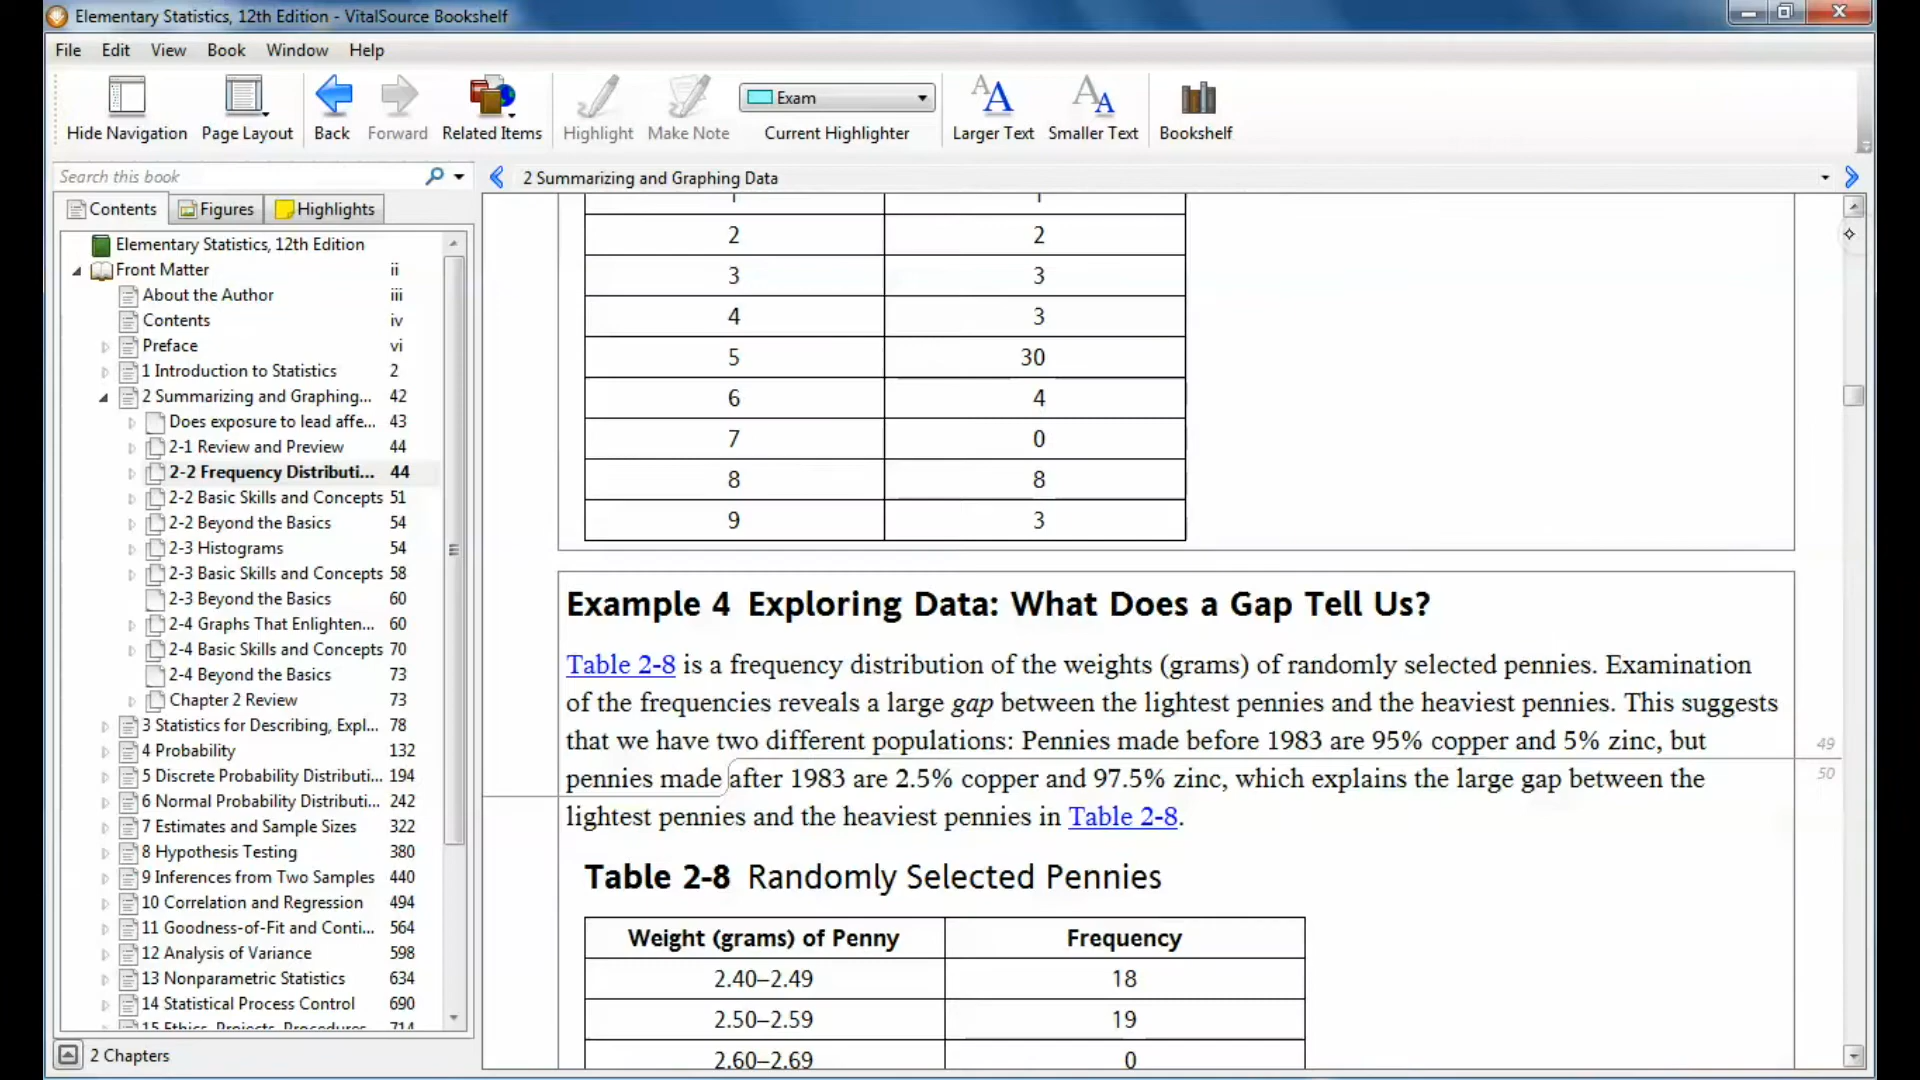 Elementary Statistics, 12th Edition - VitalSource Bookshelf
File Edit View Book Window Help
Hide Navigation Page Layout Back Forward Related Items Highlight Make Note Exam Current Highlighter Larger Text Smaller Text Bookshelf
Search this book
2 Summarizing and Graphing Data
Contents Figures Highlights
Elementary Statistics, 12th Edition
Front Matter ii
About the Author iii
Contents iv
Preface vi
1 Introduction to Statistics 2
2 Summarizing and Graphing... 42
Does exposure to lead affe... 43
2-1 Review and Preview 44
2-2 Frequency Distributi... 44
2-2 Basic Skills and Concepts 51
2-2 Beyond the Basics 54
2-3 Histograms 54
2-3 Basic Skills and Concepts 58
2-3 Beyond the Basics 60
2-4 Graphs That Enlighten... 60
2-4 Basic Skills and Concepts 70
2-4 Beyond the Basics 73
Chapter 2 Review 73
3 Statistics for Describing, Expl... 78
4 Probability 132
5 Discrete Probability Distributi... 194
6 Normal Probability Distributi... 242
7 Estimates and Sample Sizes 322
8 Hypothesis Testing 380
9 Inferences from Two Samples 440
10 Correlation and Regression 494
11 Goodness-of-Fit and Conti... 564
12 Analysis of Variance 598
13 Nonparametric Statistics 634
14 Statistical Process Control 690
15 Ethics, Projects, Procedures 714
2 Chapters
1 1
2 2
3 3
4 3
5 30
6 4
7 0
8 8
9 3
Example 4 Exploring Data: What Does a Gap Tell Us?
Table 2-8 is a frequency distribution of the weights (grams) of randomly selected pennies. Examination
of the frequencies reveals a large gap between the lightest pennies and the heaviest pennies. This suggests
that we have two different populations: Pennies made before 1983 are 95% copper and 5% zinc, but
49
pennies made after 1983 are 2.5% copper and 97.5% zinc, which explains the large gap between the
50
lightest pennies and the heaviest pennies in Table 2-8.
Table 2-8 Randomly Selected Pennies
Weight (grams) of Penny Frequency
2.40–2.49 18
2.50–2.59 19
2.60–2.69 0